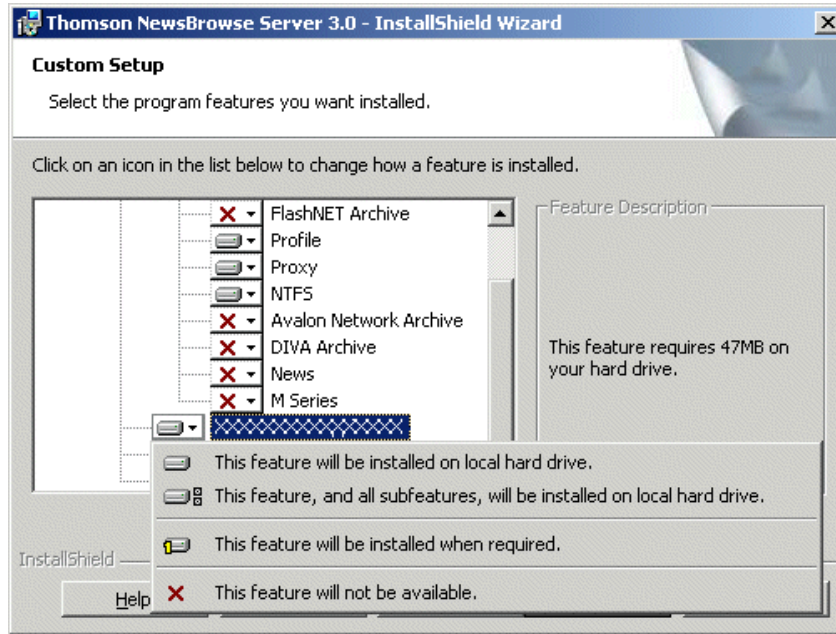 Thomson NewsBrowse Server 3.0 - InstallShield Wizard
Custom Setup
Select the program features you want installed.
Click on an icon in the list below to change how a feature is installed.
FlashNET Archive
Profile
Proxy
NTFS
Avalon Network Archive
DIVA Archive
News
M Series
XXXXXXXXXXXXXXXX
Feature Description
This feature requires 47MB on
your hard drive.
This feature will be installed on local hard drive.
This feature, and all subfeatures, will be installed on local hard drive.
This feature will be installed when required.
This feature will not be available.
InstallShield
Help